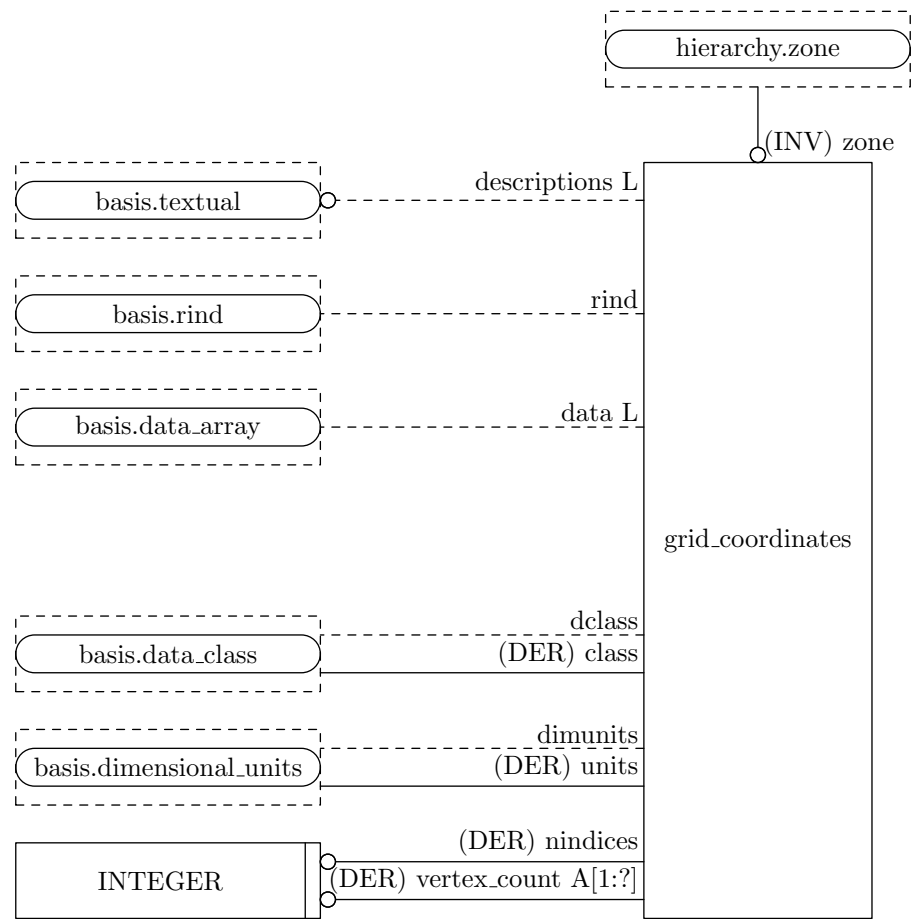 hierarchy.zone
(INV) zone
descriptions L
basis.textual
rind
basis.rind
data L
basis.data_array
grid_coordinates
dclass
basis.data_class
(DER) class
dimunits
basis.dimensional_units
(DER) units
(DER) nindices
INTEGER
(DER) vertex_count A[1:?]